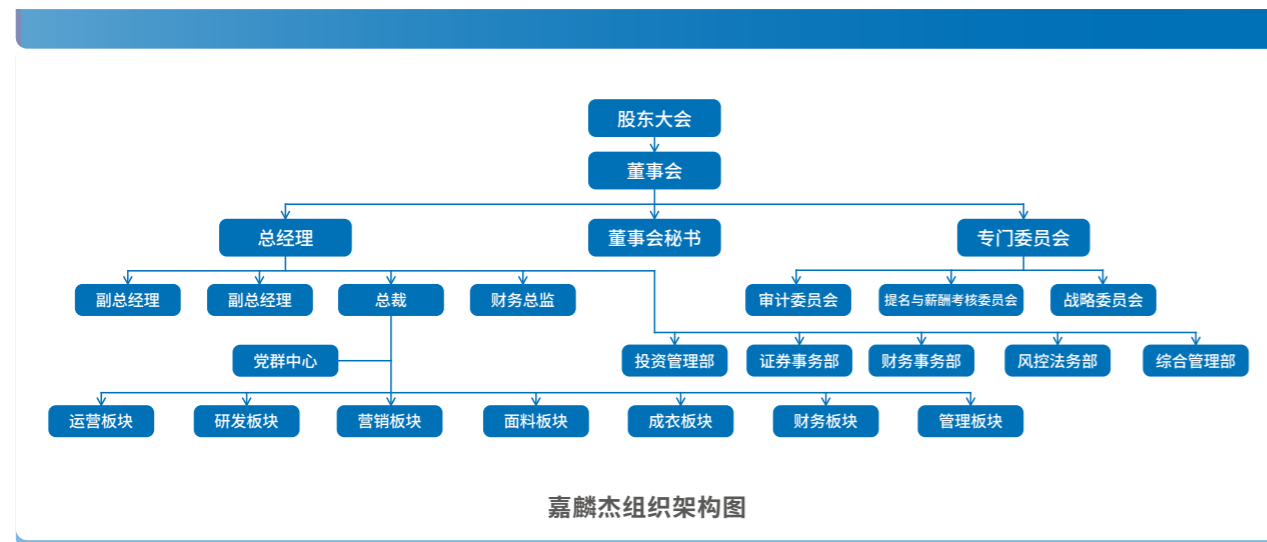 股东大会
董事会
总经理
董事会秘书
专门委员会
副总经理
副总经理
总裁
财务总监
审计委员会
提名与薪酬考核委员会
战略委员会
党群中心
投资管理部
证券事务部
财务事务部
风控法务部
综合管理部
运营板块
研发板块
营销板块
面料板块
成衣板块
财务板块
管理板块
嘉麟杰组织架构图